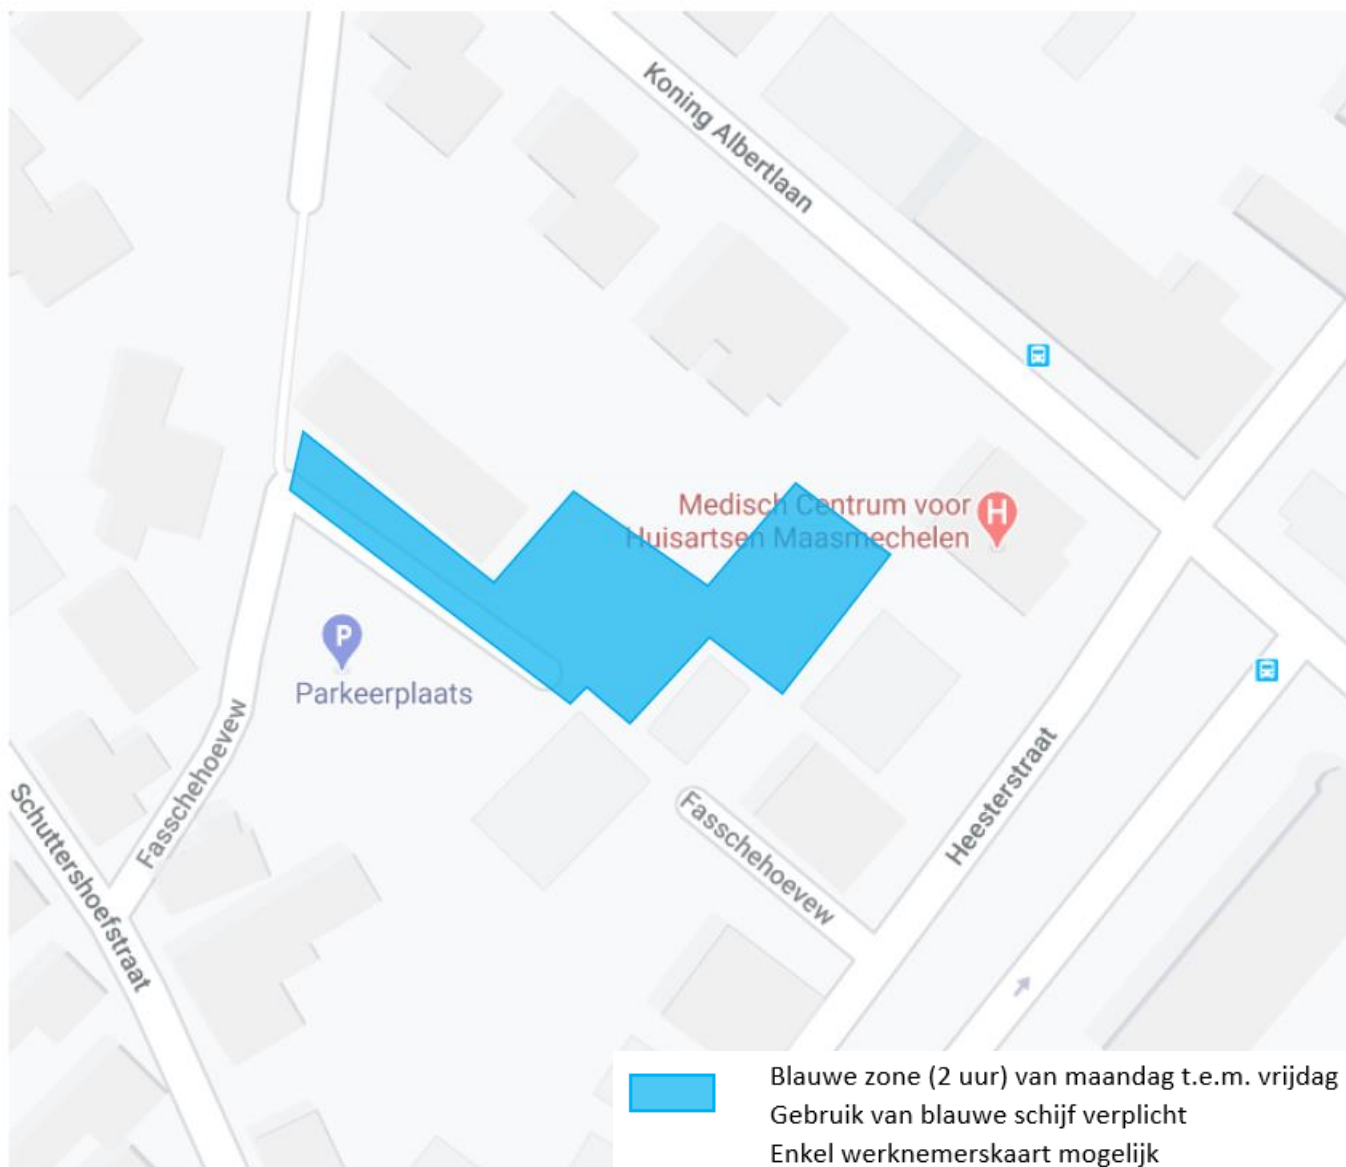 Koning Albertlaan
Medisch Centrum voor
Huisartsen Maasmechelen
H
P
Parkeerplaats
Fasschehoevew
Schuttershoefstraat
Fasschehoevew
Heesterstraat
Blauwe zone (2 uur) van maandag t.e.m. vrijdag
Gebruik van blauwe schijf verplicht
Enkel werknemerskaart mogelijk